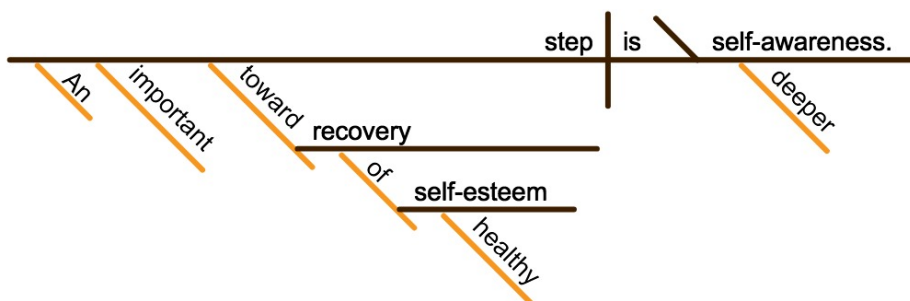 step is self-awareness.
An important toward deeper
recovery
of
self-esteem
healthy